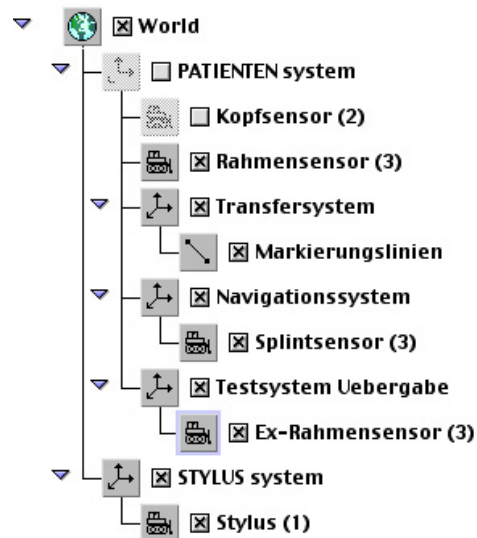 World
PATIENTEN system
Kopfsensor (2)
Rahmensensor (3)
Transfersystem
Markierungslinien
Navigationssystem
Splintsensor (3)
Testsystem Uebergabe
Ex-Rahmensensor (3)
STYLUS system
Stylus (1)